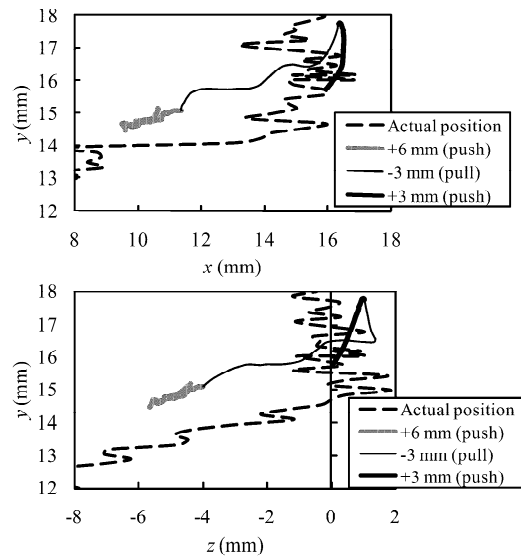 18
17
16
15
14
13
12
y (mm)
Actual position
+6 mm (push)
-3 mm (pull)
+3 mm (push)
8 10 12 14 16 18
x (mm)
18
17
16
15
14
13
12
y (mm)
Actual position
+6 mm (push)
-3 mm (pull)
+3 mm (push)
-8 -6 -4 -2 0 2
z (mm)